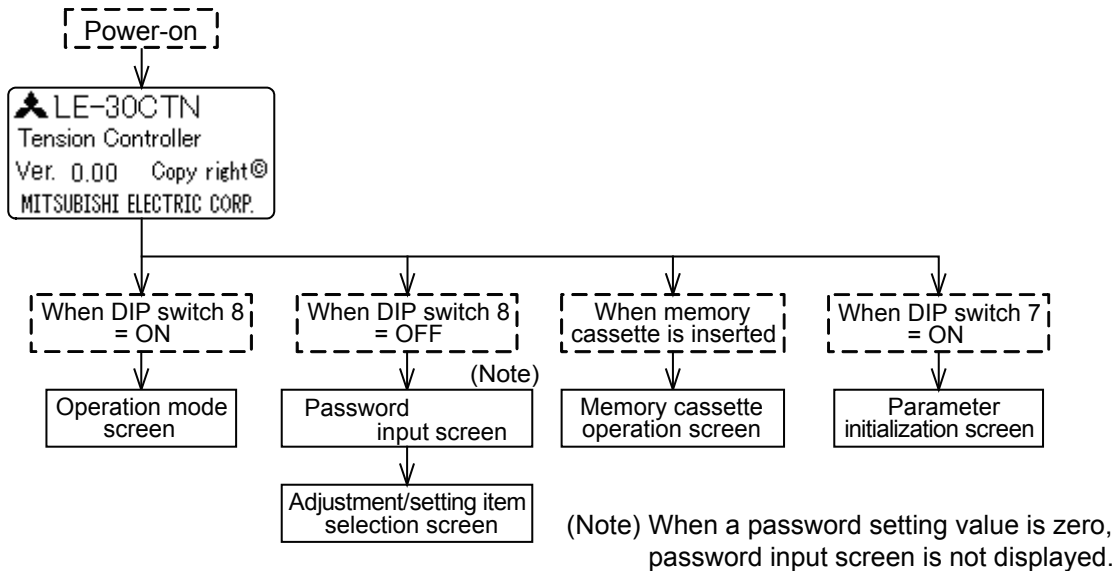 Power-on
LE-30CTN
Tension Controller
Ver. 0.00 Copy right©
MITSUBISHI ELECTRIC CORP.
When DIP switch 8
= ON
Operation mode
screen
When DIP switch 8
= OFF
(Note)
Password
input screen
Adjustment/setting item
selection screen
When memory
cassette is inserted
Memory cassette
operation screen
When DIP switch 7
= ON
Parameter
initialization screen
(Note) When a password setting value is zero,
password input screen is not displayed.